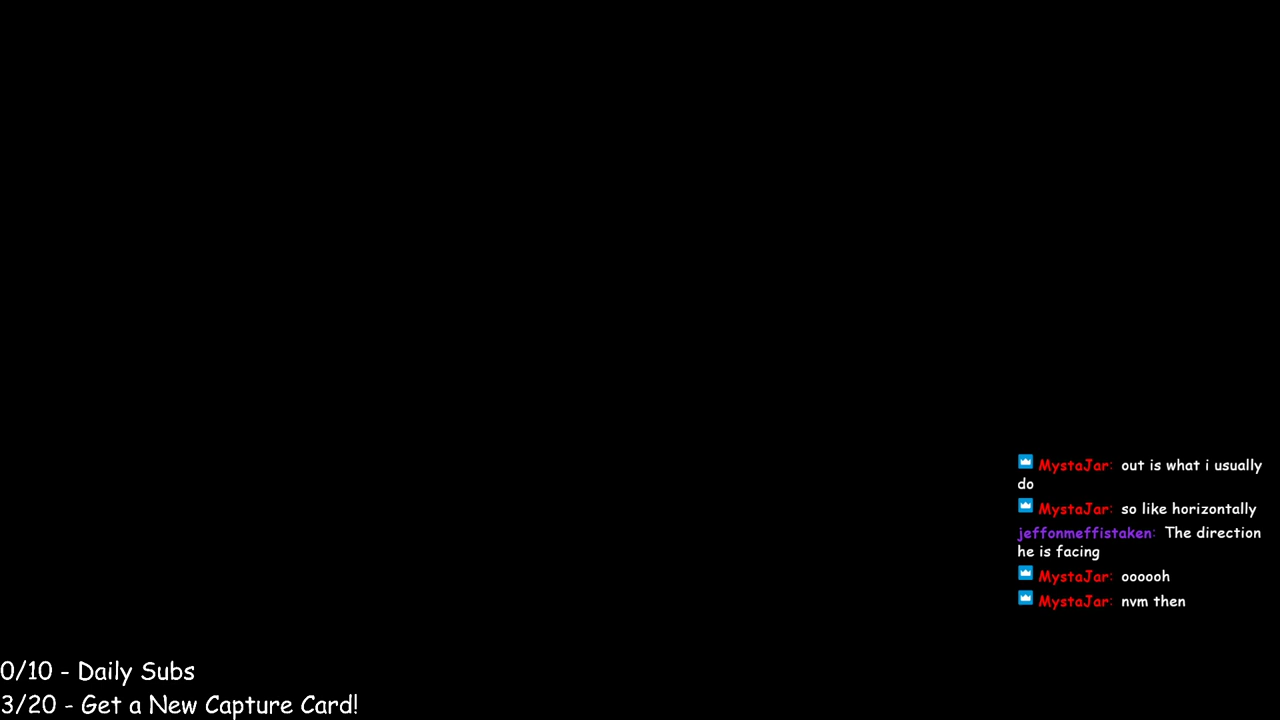 MystaJar: out is what i usually
do
MystaJar: so like horizontally
jeffonmeffistaken: The direction
he is facing
MystaJar: oooooh
MystaJar: nvm then
0/10 - Daily Subs
3/20 - Get a New Capture Card!